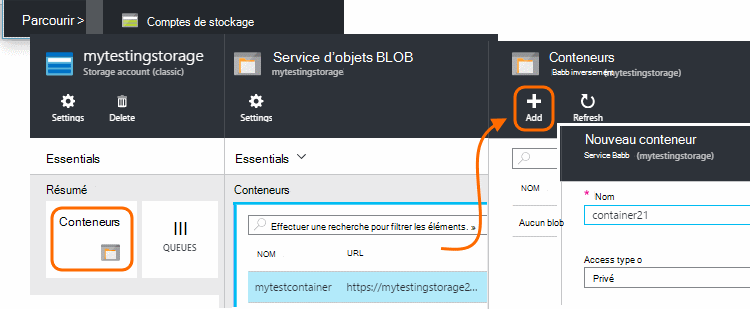 Parcourir >
Comptes de stockage
mytestingstorage
Storage account (classic)
Settings
Delete
Essentials
Résumé
Conteneurs
III
QUEUES
Service d'objets BLOB
mytestingstorage
Settings
Essentials
Conteneurs
Effectuer une recherche pour filtrer les éléments. »
NOM
URL
mytestcontainer
https://mytestingstorage2...
Conteneurs
Babb inversement (mytestingstorage)
Add
Refresh
NOM
Aucun blob
Nouveau conteneur
Service Babb (mytestingstorage)
* Nom
container21
Access type o
Privé